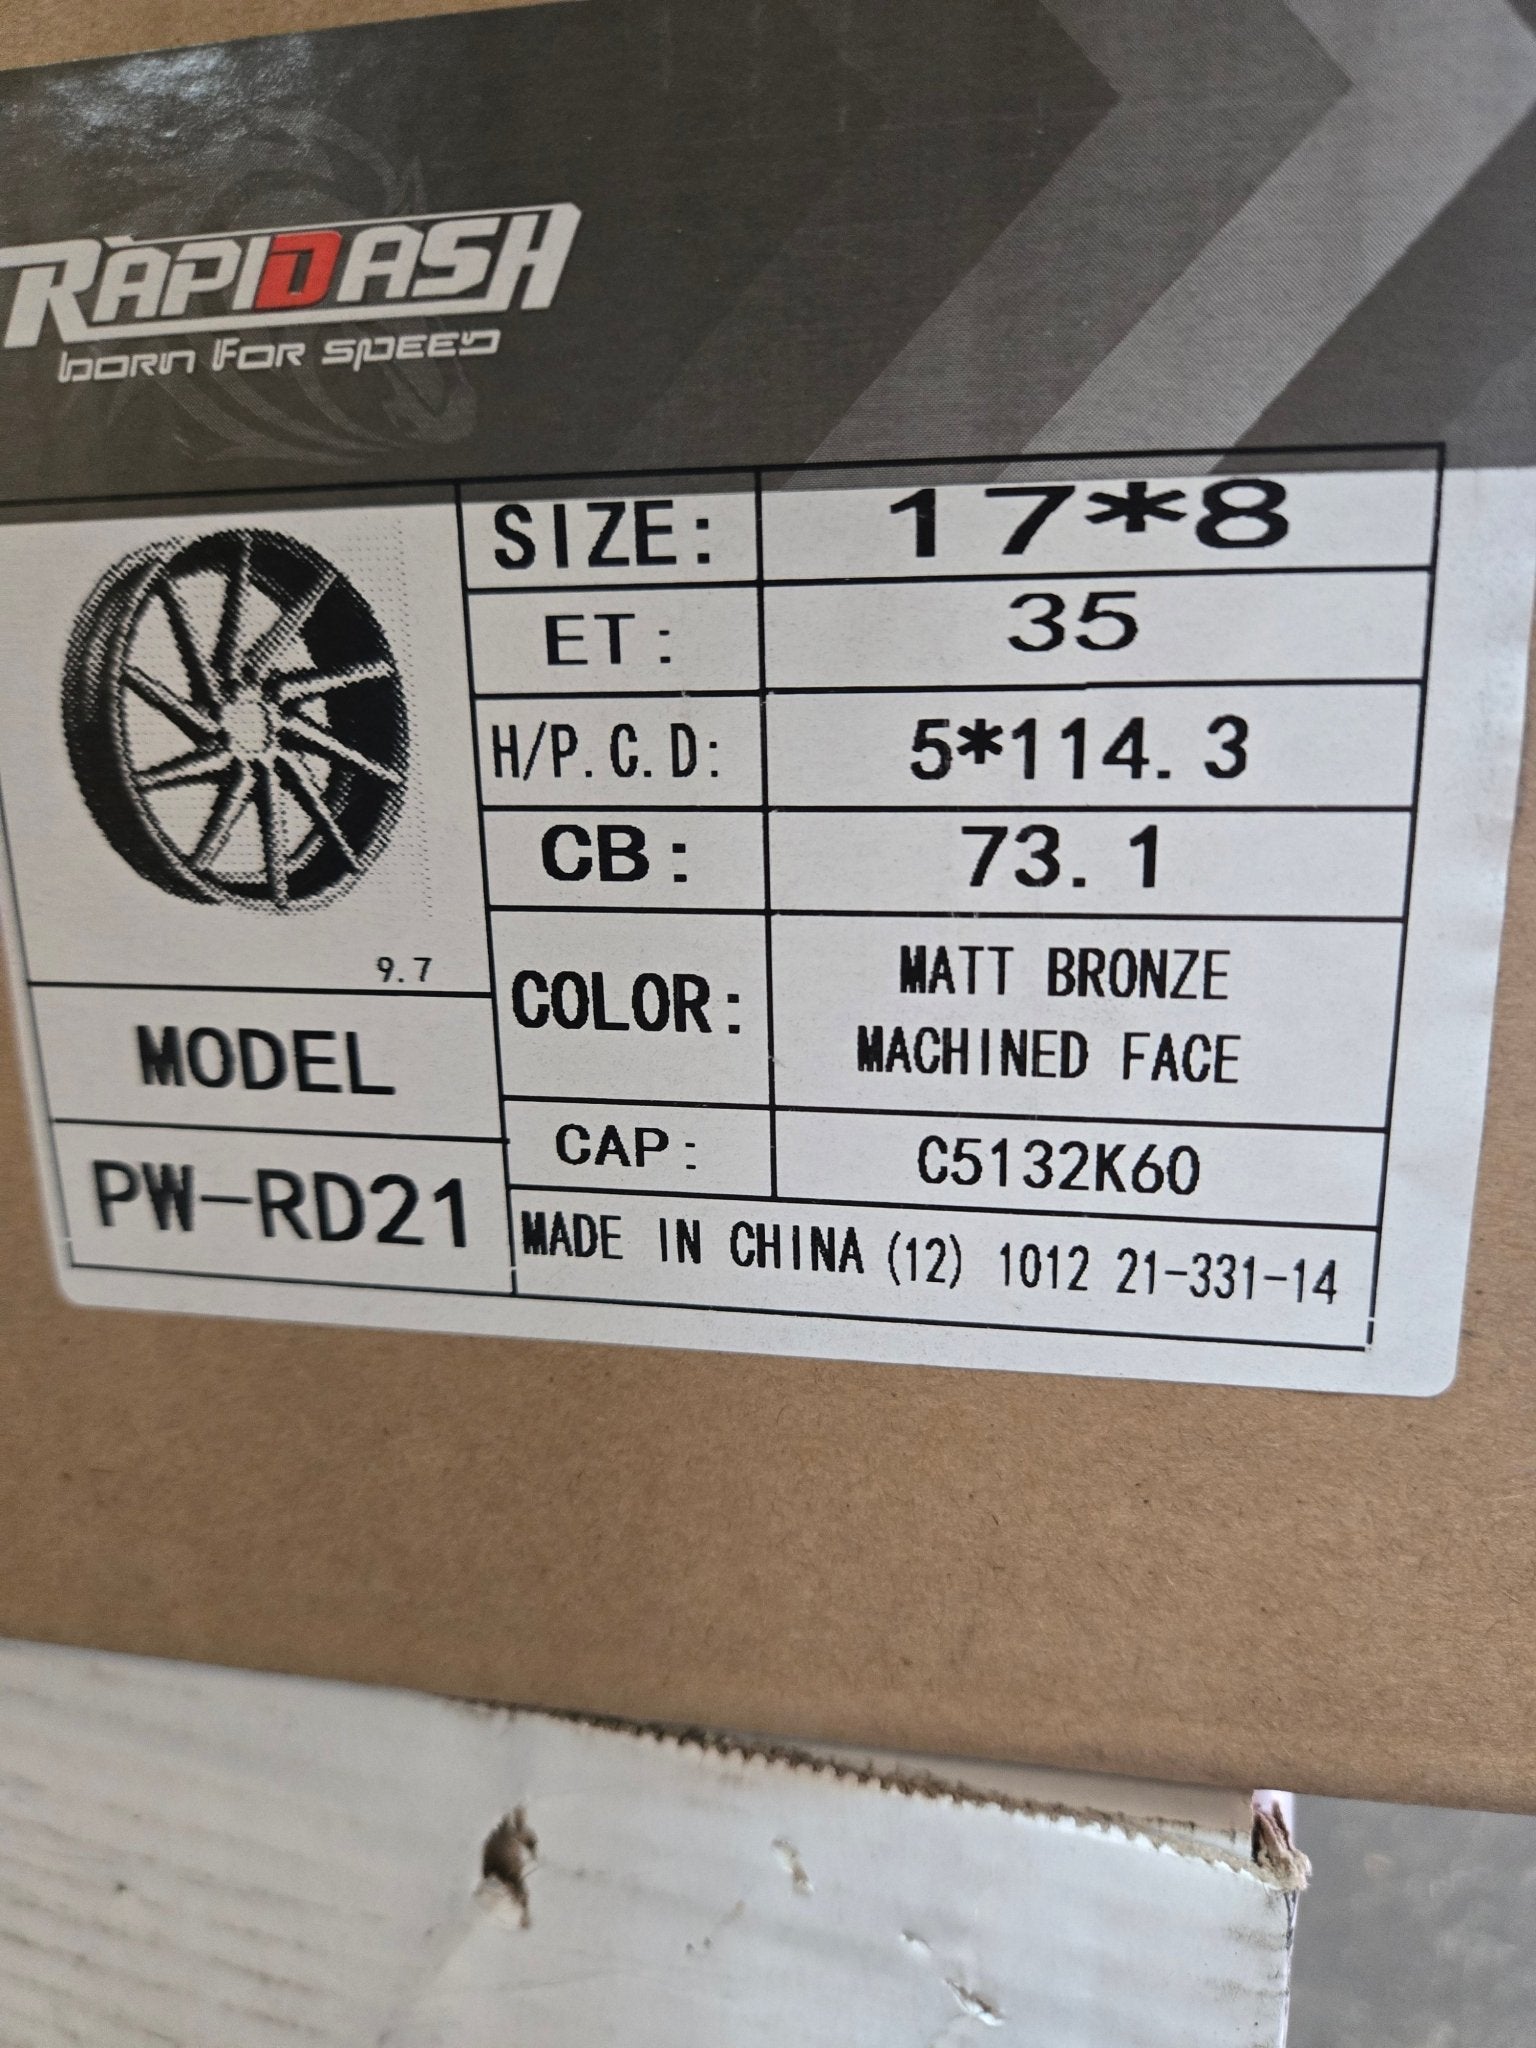 RAPIDASH
BORN FOR SPEED
SIZE: 17*8
ET: 35
H/P.C.D: 5*114.3
CB: 73.1
9.7
COLOR: MATT BRONZE
MACHINED FACE
MODEL
CAP: C5132K60
PW-RD21
MADE IN CHINA (12) 1012 21-331-14